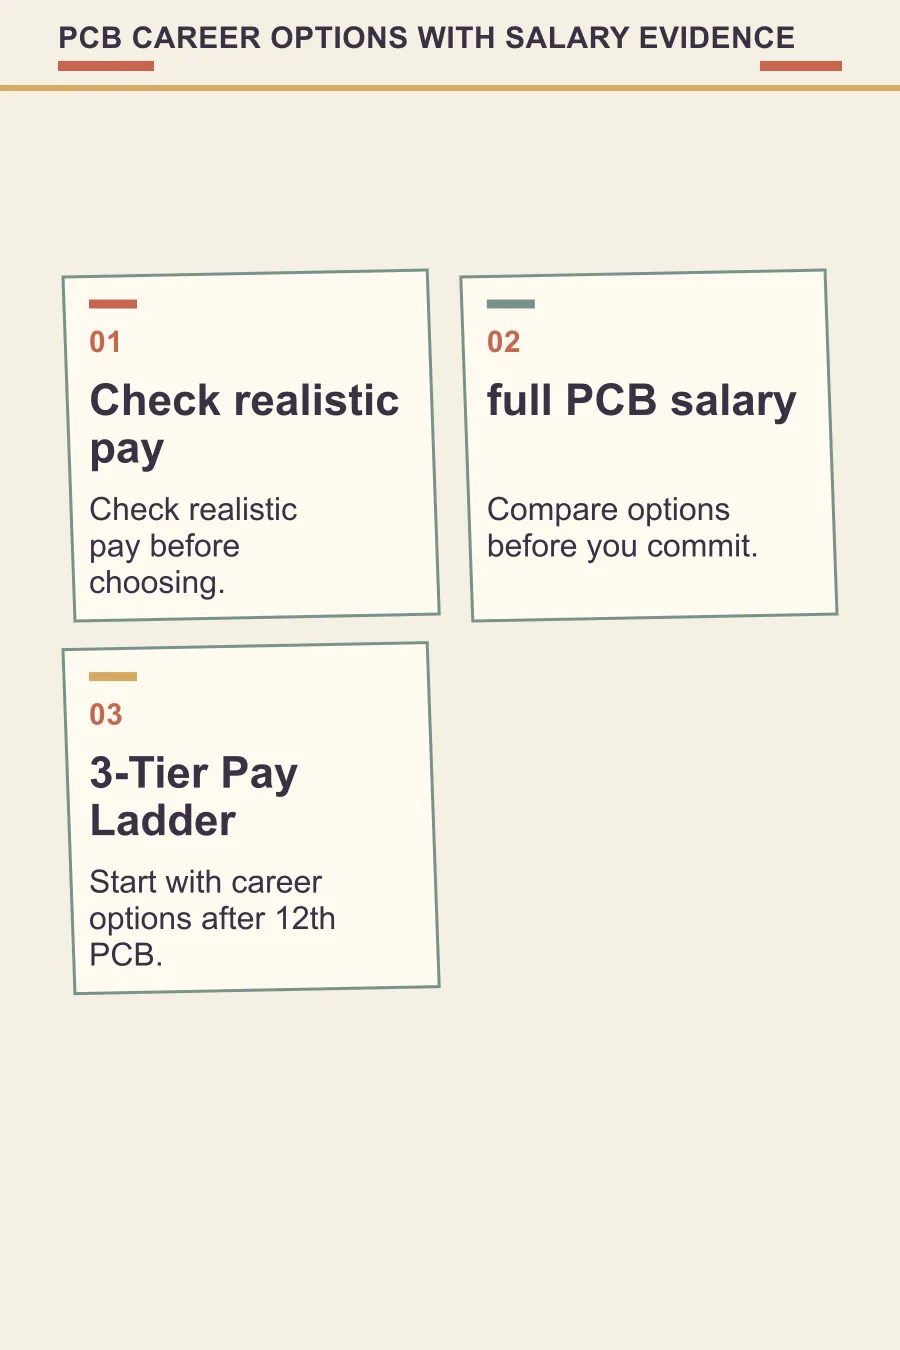 PCB CAREER OPTIONS WITH SALARY EVIDENCE
01
Check realistic
pay
Check realistic
pay before
choosing.
02
full PCB salary
Compare options
before you commit.
03
3-Tier Pay
Ladder
Start with career
options after 12th
PCB.